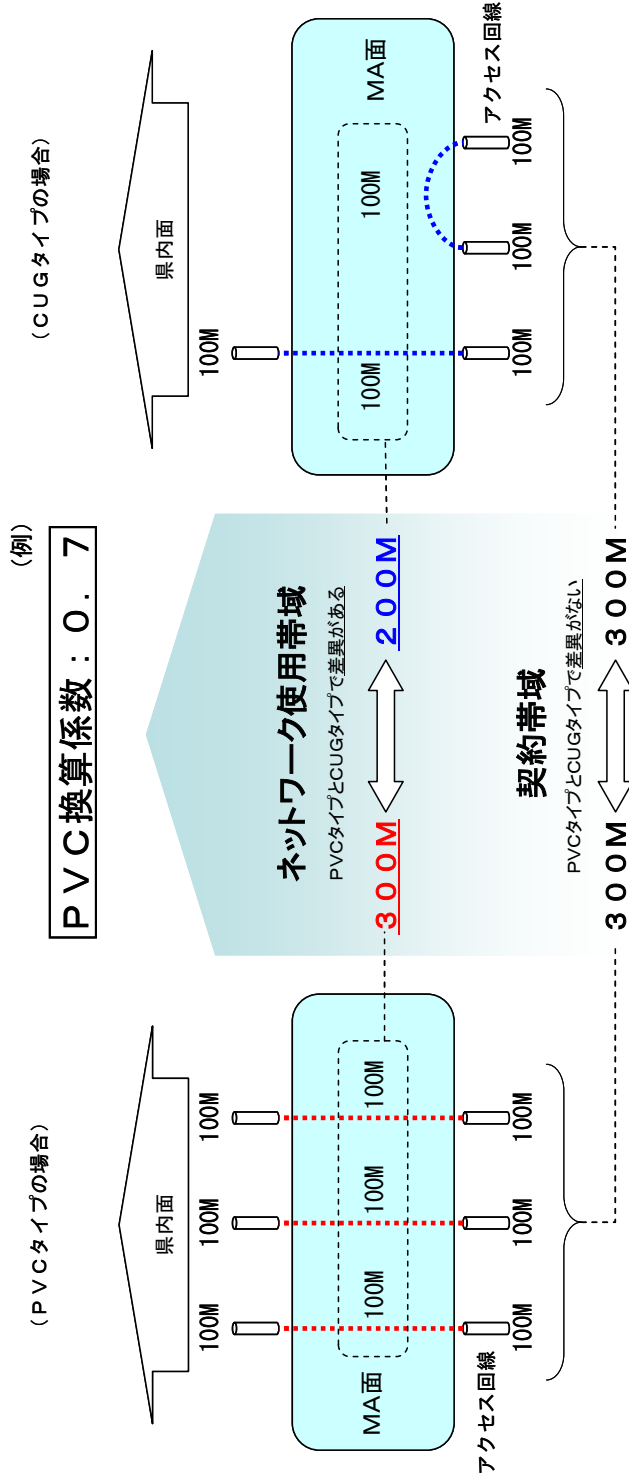 (例)
PVC換算係数:0.7
(PVCタイプの場合)
県内面
100M
100M
100M
MA面
100M
100M
100M
アクセス回線
100M
100M
100M
ネットワーク使用帯域
PVCタイプとCUGタイプで差異がある
300M
200M
契約帯域
PVCタイプとCUGタイプで差異がない
300M
300M
(CUGタイプの場合)
県内面
100M
MA面
100M
100M
アクセス回線
100M
100M
100M